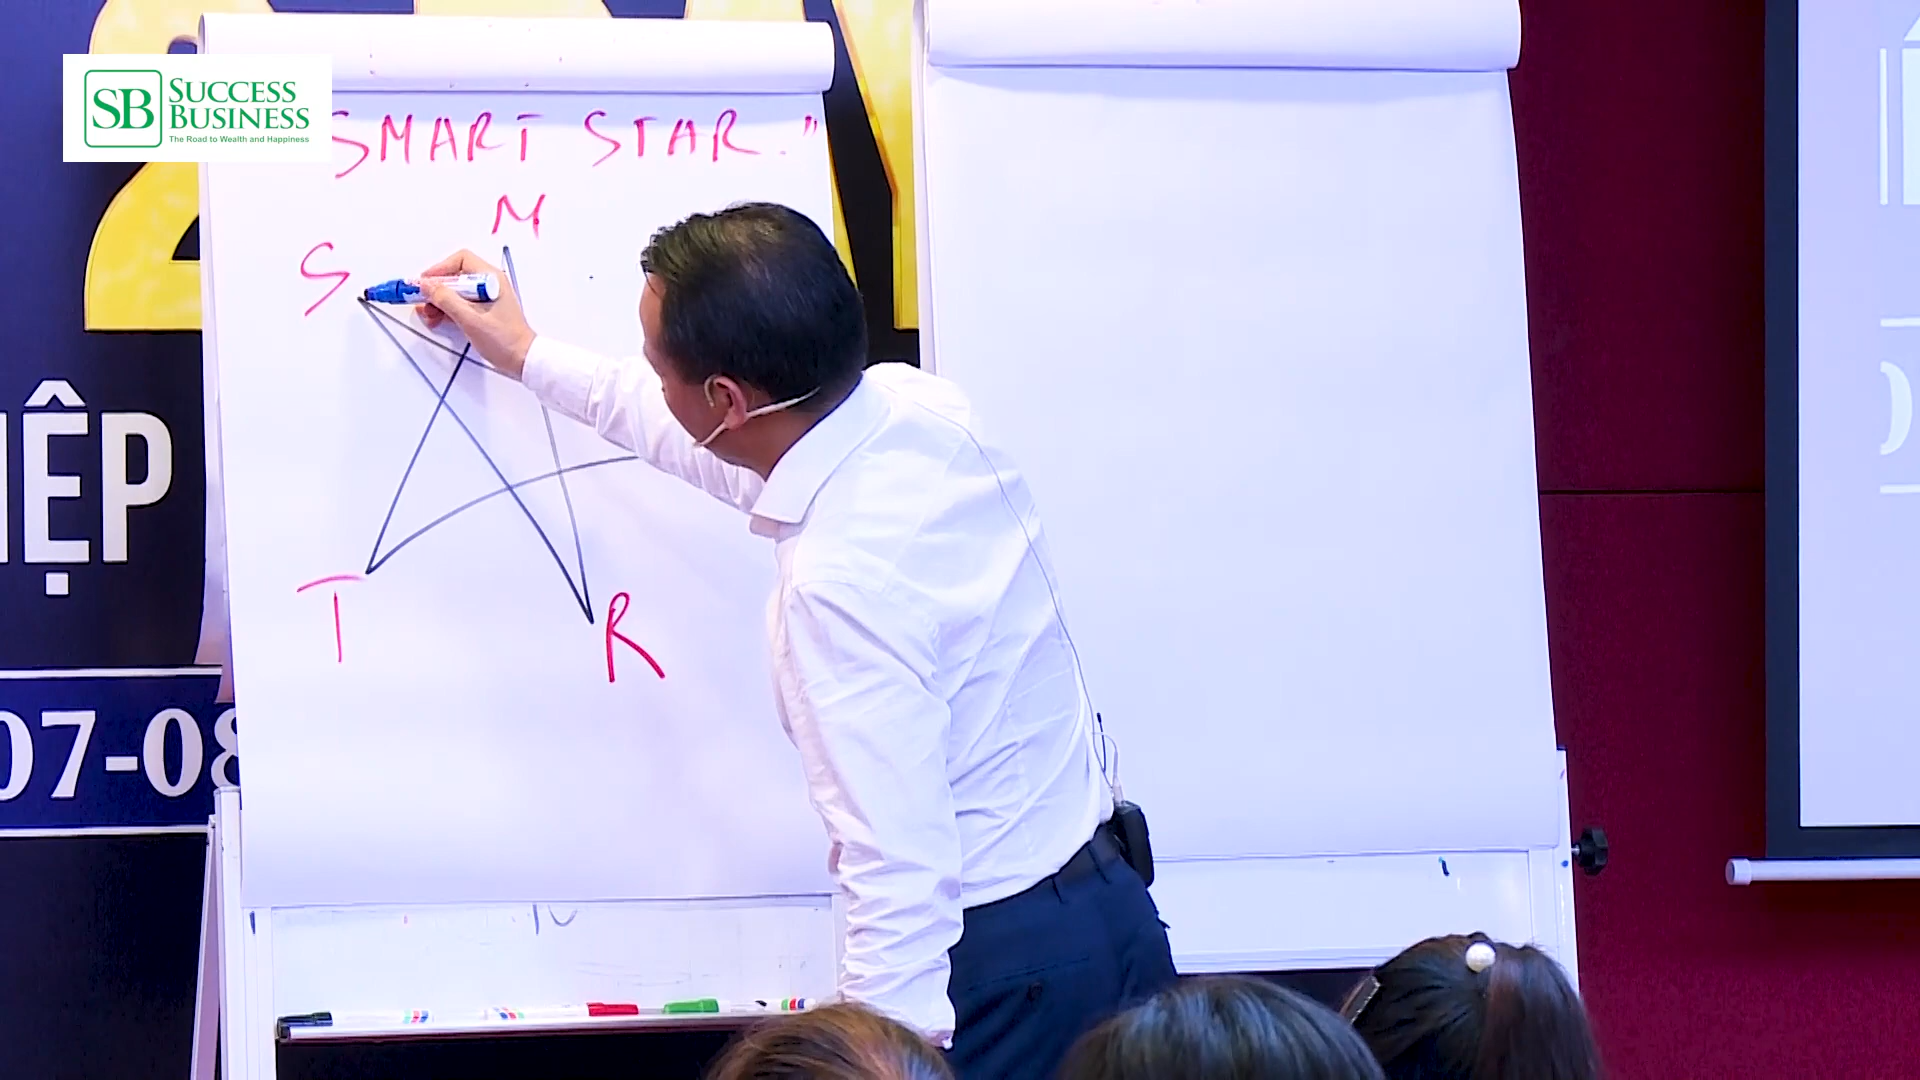 SB SUCCESS
BUSINESS
The Road to Wealth and Happiness
SMART STAR."
M
S
T
R
IỆP
07-08